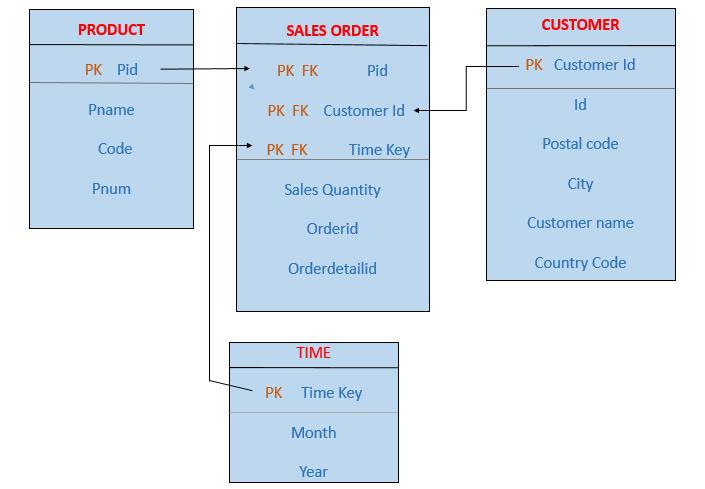 PRODUCT
PK Pid
Pname
Code
Pnum
SALES ORDER
PK FK Pid
PK FK Customer Id
PK FK Time Key
Sales Quantity
Orderid
Orderdetailid
CUSTOMER
PK Customer Id
Id
Postal code
City
Customer name
Country Code
TIME
PK Time Key
Month
Year